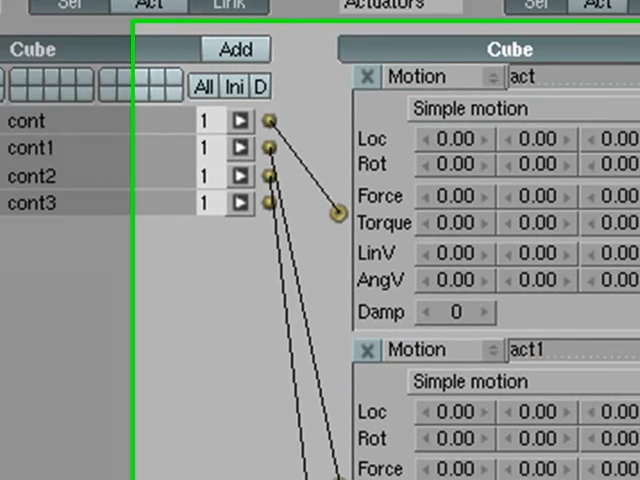 Sel Act Link Actuators Sel Act
Cube Add Cube
Motion act
All Ini D
Simple motion
cont 1
Loc 0.00 0.00 0.00
cont1 1
Rot 0.00 0.00 0.00
cont2 1
Force 0.00 0.00 0.00
cont3 1
Torque 0.00 0.00 0.00
LinV 0.00 0.00 0.00
AngV 0.00 0.00 0.00
Damp 0
Motion act1
Simple motion
Loc 0.00 0.00 0.00
Rot 0.00 0.00 0.00
Force 0.00 0.00 0.00